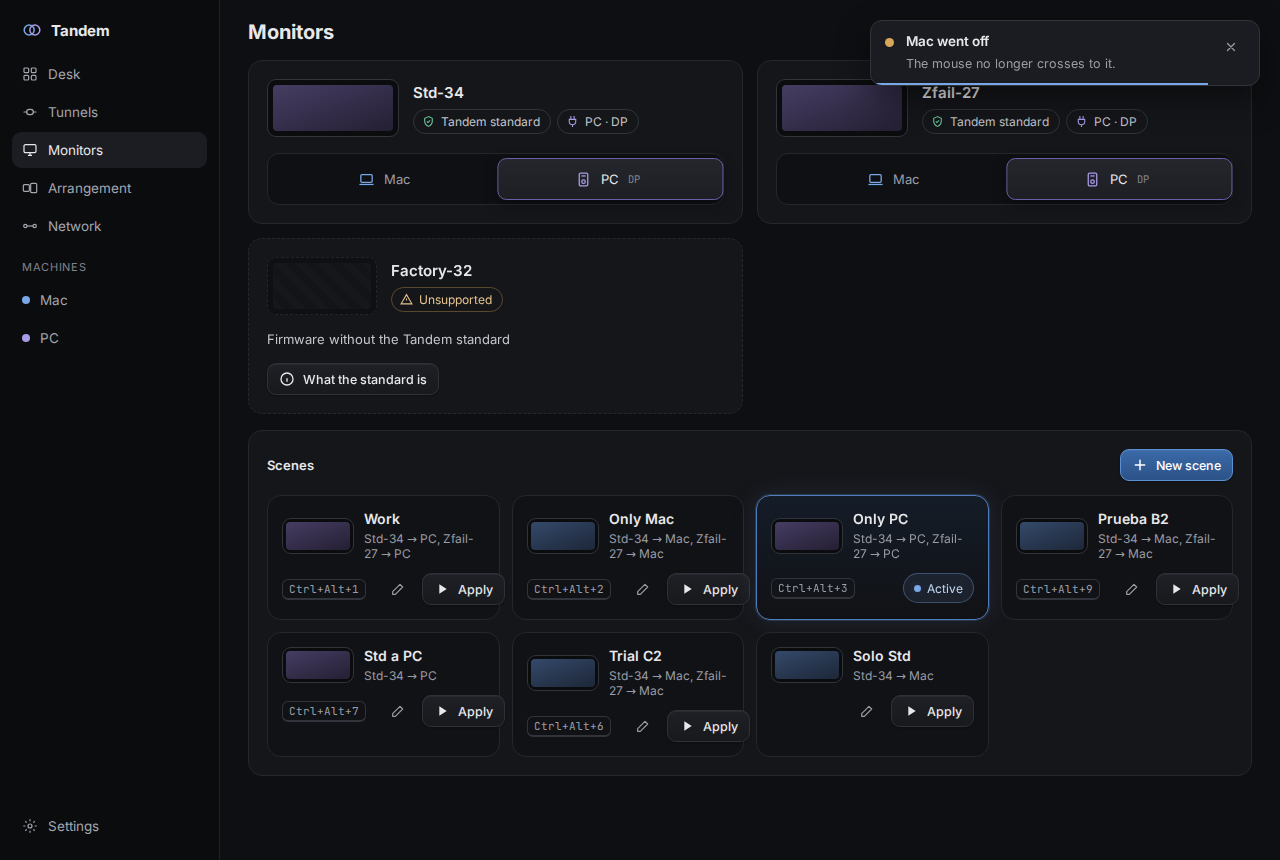 Tandem
Desk
Tunnels
Monitors
Arrangement
Network
MACHINES
Mac
PC
Settings
Monitors
Mac went off
The mouse no longer crosses to it.
Std-34
Tandem standard
PC · DP
Mac
PC DP
Zfail-27
Tandem standard
PC · DP
Mac
PC DP
Factory-32
Unsupported
Firmware without the Tandem standard
What the standard is
Scenes
New scene
Work
Std-34 → PC, Zfail-
27 → PC
Ctrl+Alt+1
Apply
Only Mac
Std-34 → Mac, Zfail-
27 → Mac
Ctrl+Alt+2
Apply
Only PC
Std-34 → PC, Zfail-
27 → PC
Ctrl+Alt+3
Active
Prueba B2
Std-34 → Mac, Zfail-
27 → Mac
Ctrl+Alt+9
Apply
Std a PC
Std-34 → PC
Ctrl+Alt+7
Apply
Trial C2
Std-34 → Mac, Zfail-
27 → Mac
Ctrl+Alt+6
Apply
Solo Std
Std-34 → Mac
Apply